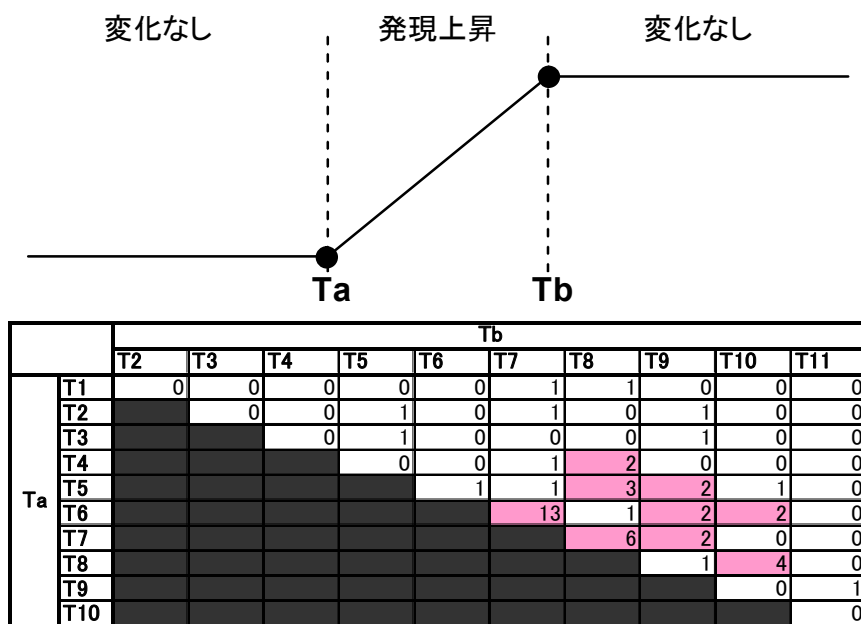 変化なし 発現上昇 変化なし
Ta Tb
Tb
T2 T3 T4 T5 T6 T7 T8 T9 T10 T11
Ta
T1 0 0 0 0 0 1 1 0 0 0
T2 0 0 1 0 1 0 1 0 0
T3 0 1 0 0 0 1 0 0
T4 0 0 1 2 0 0 0
T5 1 1 3 2 1 0
T6 13 1 2 2 0
T7 6 2 0 0
T8 1 4 0
T9 0 1
T10 0